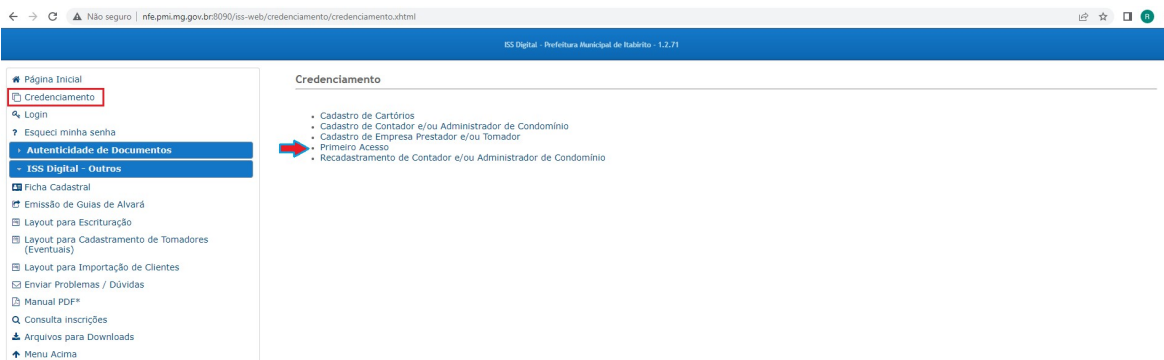 Não seguro | nfe.pmi.mg.gov.br:8090/iss-web/credenciamento/credenciamento.xhtml
R
ISS Digital - Prefeitura Municipal de Itabirito - 1.2.71
Página Inicial
Credenciamento
Login
? Esqueci minha senha
Autenticidade de Documentos
ISS Digital - Outros
Ficha Cadastral
Emissão de Guias de Alvará
Layout para Escrituração
Layout para Cadastramento de Tomadores
(Eventuais)
Layout para Importação de Clientes
Enviar Problemas / Dúvidas
Manual PDF*
Consulta inscrições
Arquivos para Downloads
Menu Acima
Credenciamento
Cadastro de Cartórios
Cadastro de Contador e/ou Administrador de Condomínio
Cadastro de Empresa Prestador e/ou Tomador
Primeiro Acesso
Recadastramento de Contador e/ou Administrador de Condomínio